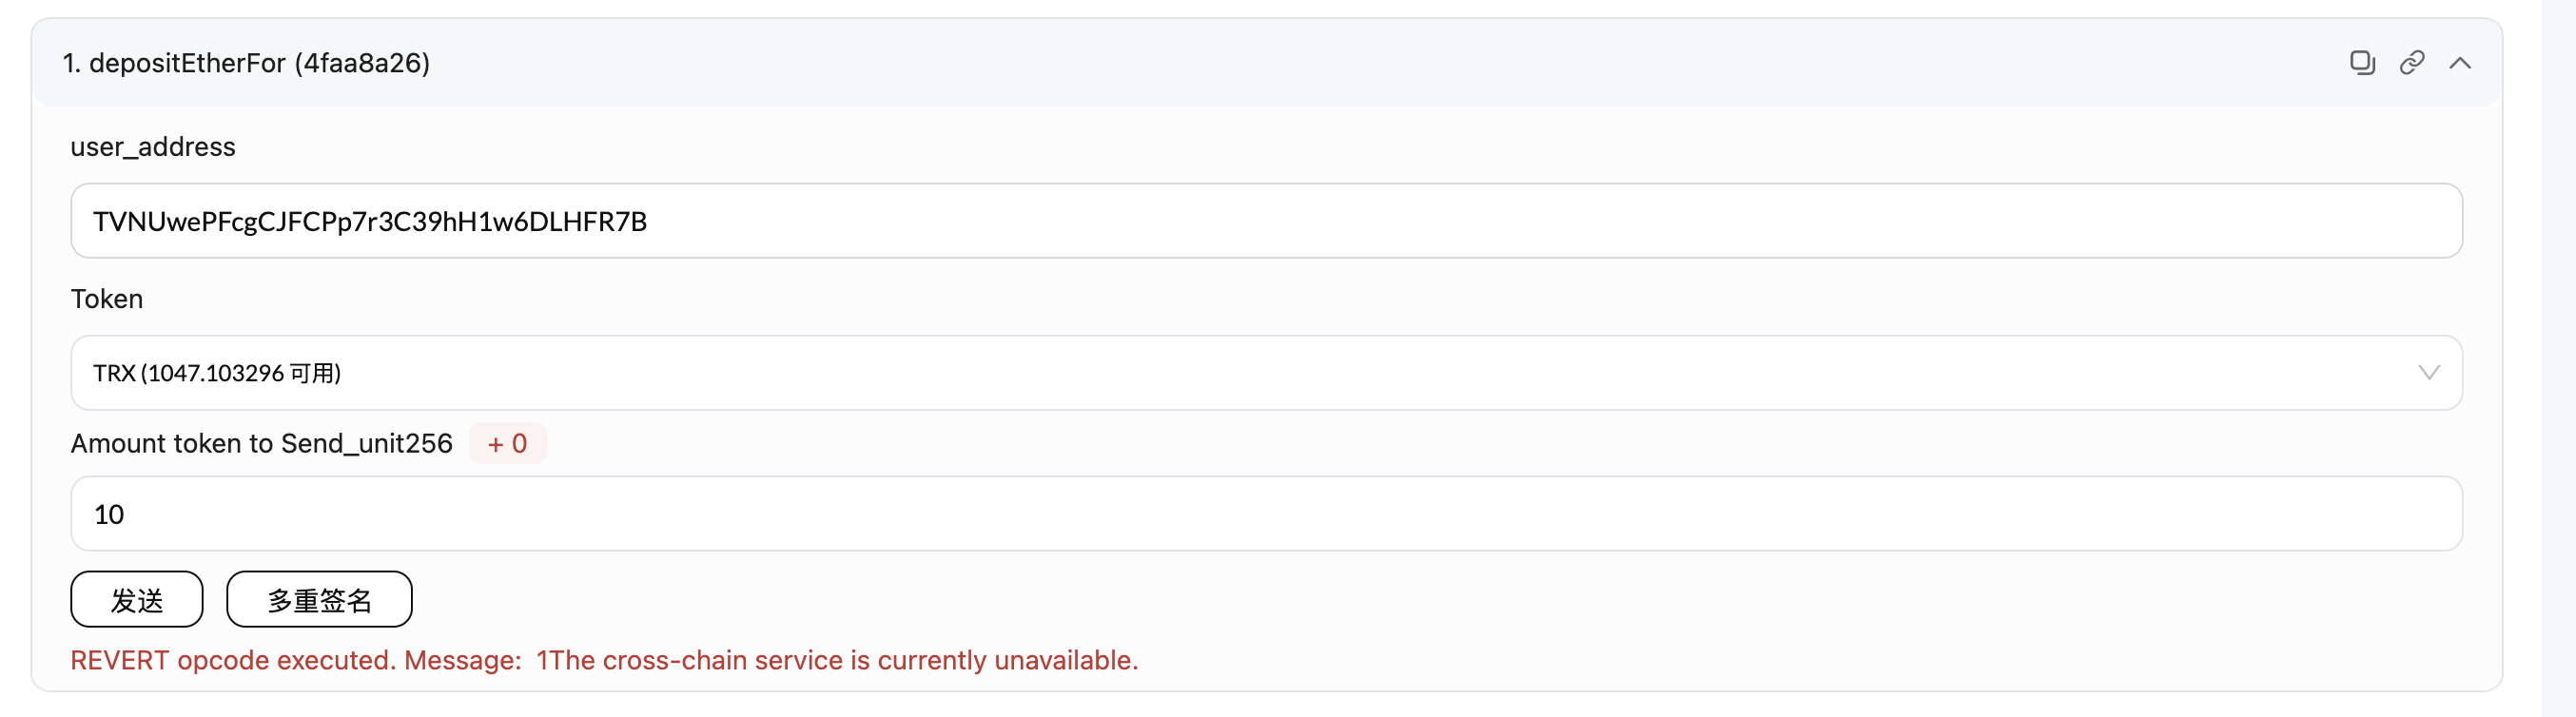 1. depositEtherFor (4faa8a26)
user_address
TVNUwePFcgCJFCPp7r3C39hH1w6DLHFR7B
Token
TRX (1047.103296 可用)
Amount token to Send_unit256 + 0
10
发送 多重签名
REVERT opcode executed. Message: 1The cross-chain service is currently unavailable.